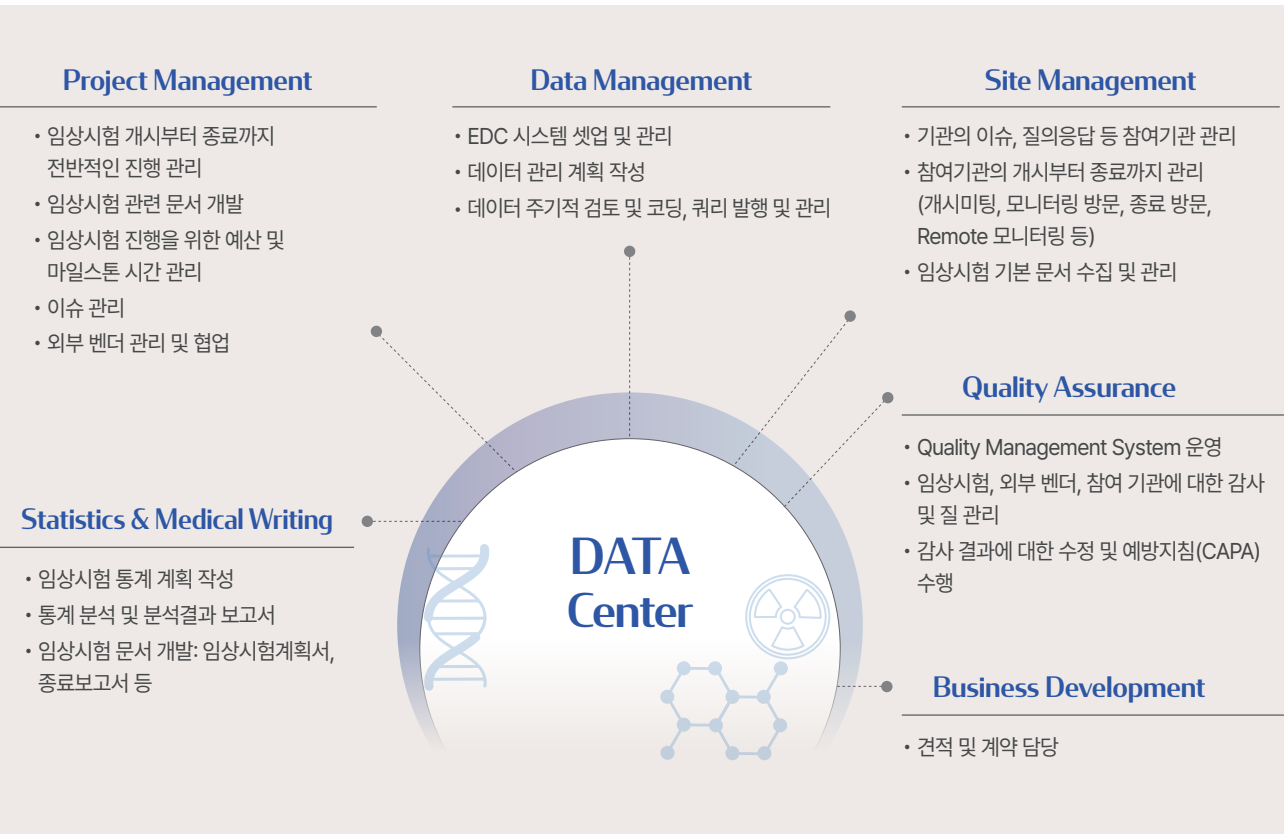 Project Management
• 임상시험 개시부터 종료까지
전반적인 진행 관리
• 임상시험 관련 문서 개발
• 임상시험 진행을 위한 예산 및
마일스톤 시간 관리
• 이슈 관리
• 외부 벤더 관리 및 협업
Data Management
• EDC 시스템 셋업 및 관리
• 데이터 관리 계획 작성
• 데이터 주기적 검토 및 코딩, 쿼리 발행 및 관리
Site Management
• 기관의 이슈, 질의응답 등 참여기관 관리
• 참여기관의 개시부터 종료까지 관리
(개시미팅, 모니터링 방문, 종료 방문,
Remote 모니터링 등)
• 임상시험 기본 문서 수집 및 관리
Quality Assurance
• Quality Management System 운영
• 임상시험, 외부 벤더, 참여 기관에 대한 감사
및 질 관리
• 감사 결과에 대한 수정 및 예방지침(CAPA)
수행
Statistics & Medical Writing
• 임상시험 통계 계획 작성
• 통계 분석 및 분석결과 보고서
• 임상시험 문서 개발: 임상시험계획서,
종료보고서 등
DATA
Center
Business Development
• 견적 및 계약 담당